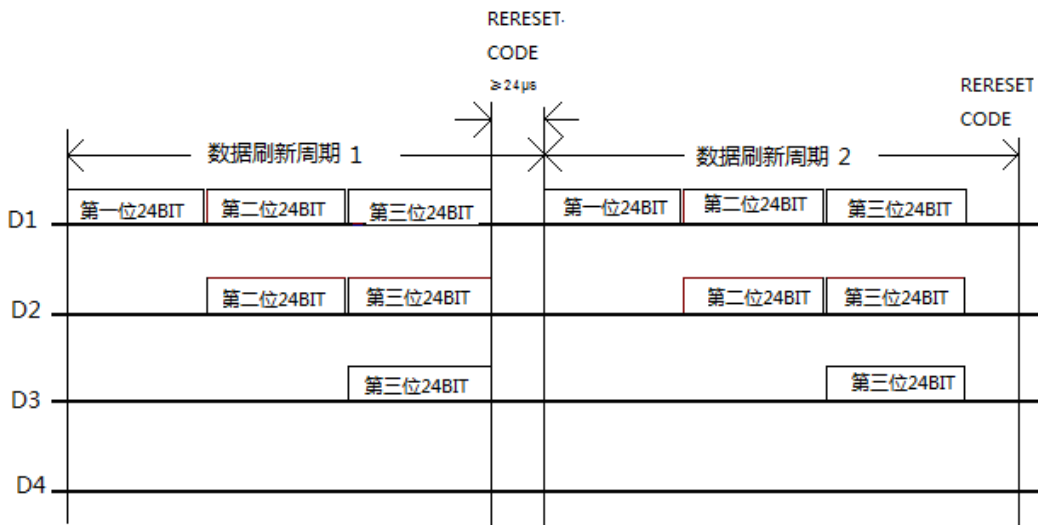 RERESET
CODE
≥24μs
RERESET
CODE
数据刷新周期 1
数据刷新周期 2
D1
第一位24BIT
第二位24BIT
第三位24BIT
第一位24BIT
第二位24BIT
第三位24BIT
D2
第二位24BIT
第三位24BIT
第二位24BIT
第三位24BIT
D3
第三位24BIT
第三位24BIT
D4